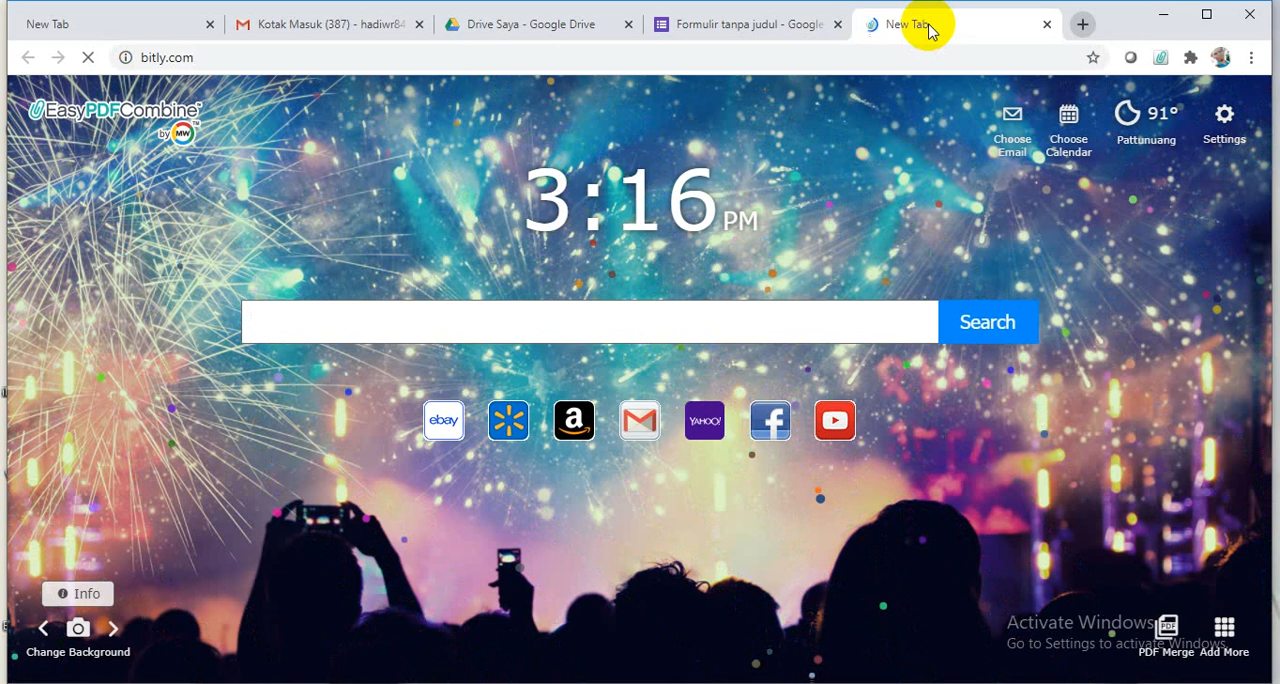 New Tab
Kotak Masuk (387) - hadiwr84
Drive Saya - Google Drive
Formulir tanpa judul - Google
New Tab
bitly.com
EasyPDFCombine™
by MW
Choose Email
Choose Calendar
91°
Pattunuang
Settings
3:16 PM
Search
ebay
a
YAHOO!
f
Info
Change Background
Activate Windows
Go to Settings to activate Windows.
PDF
PDF Merge
Add More